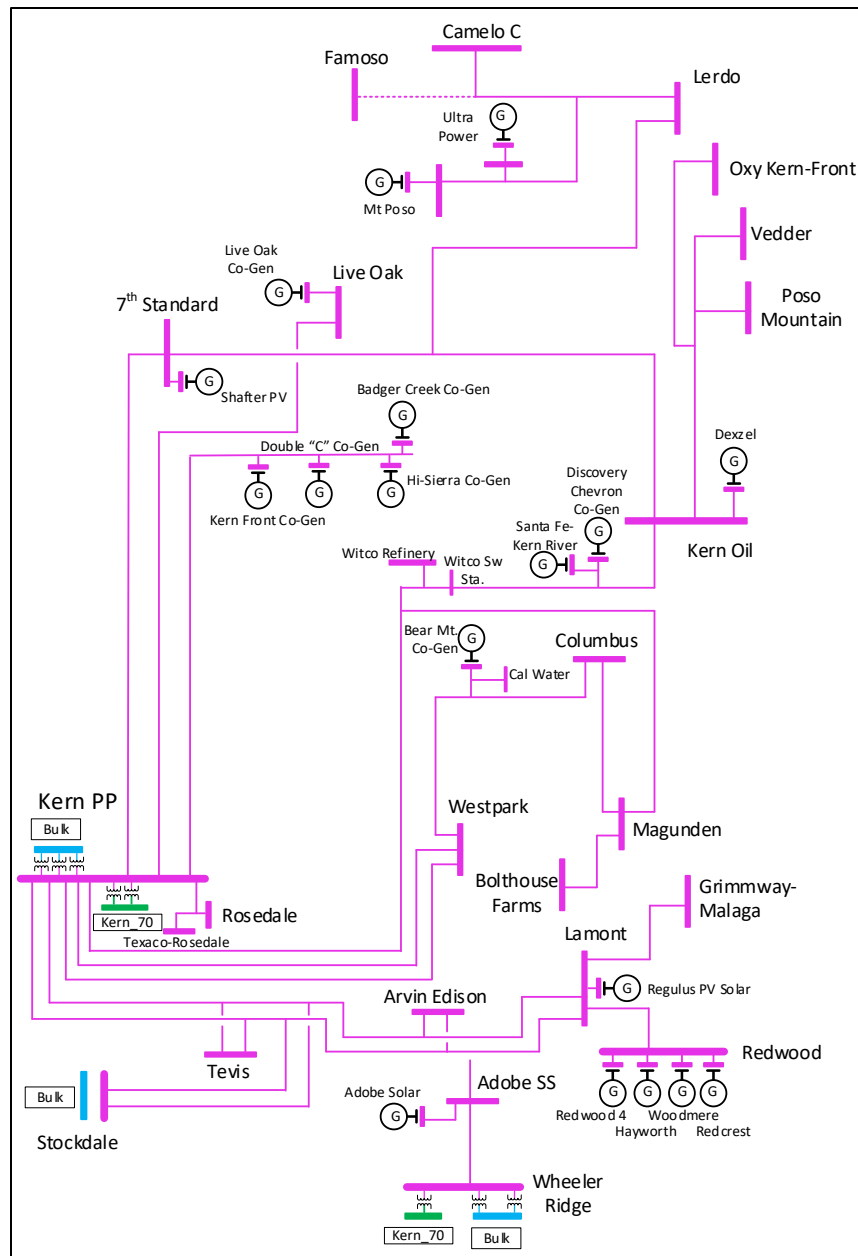 Camelo C
Famoso
Lerdo
Ultra
Power
G
Oxy Kern-Front
G
Mt Poso
Vedder
Live Oak
Co-Gen
Live Oak
G
Poso
Mountain
7th Standard
G
Shafter PV
Badger Creek Co-Gen
G
Dexzel
Double “C” Co-Gen
G
Discovery
Chevron
Co-Gen
Hi-Sierra Co-Gen
G
G
G
Kern Front Co-Gen
Santa Fe-
Kern River
G
G
Kern Oil
Witco Refinery
Witco Sw
Sta.
Bear Mt.
Co-Gen
G
Columbus
Cal Water
Kern PP
Westpark
Bulk
Magunden
Bolthouse
Farms
Grimmway-
Malaga
Rosedale
Kern_70
Texaco-Rosedale
Lamont
G
Regulus PV Solar
Arvin Edison
Tevis
Redwood
Adobe SS
Bulk
Adobe Solar
G
G
G
G
G
Redwood 4
Woodmere
Hayworth
Redcrest
Stockdale
Wheeler
Ridge
Kern_70
Bulk